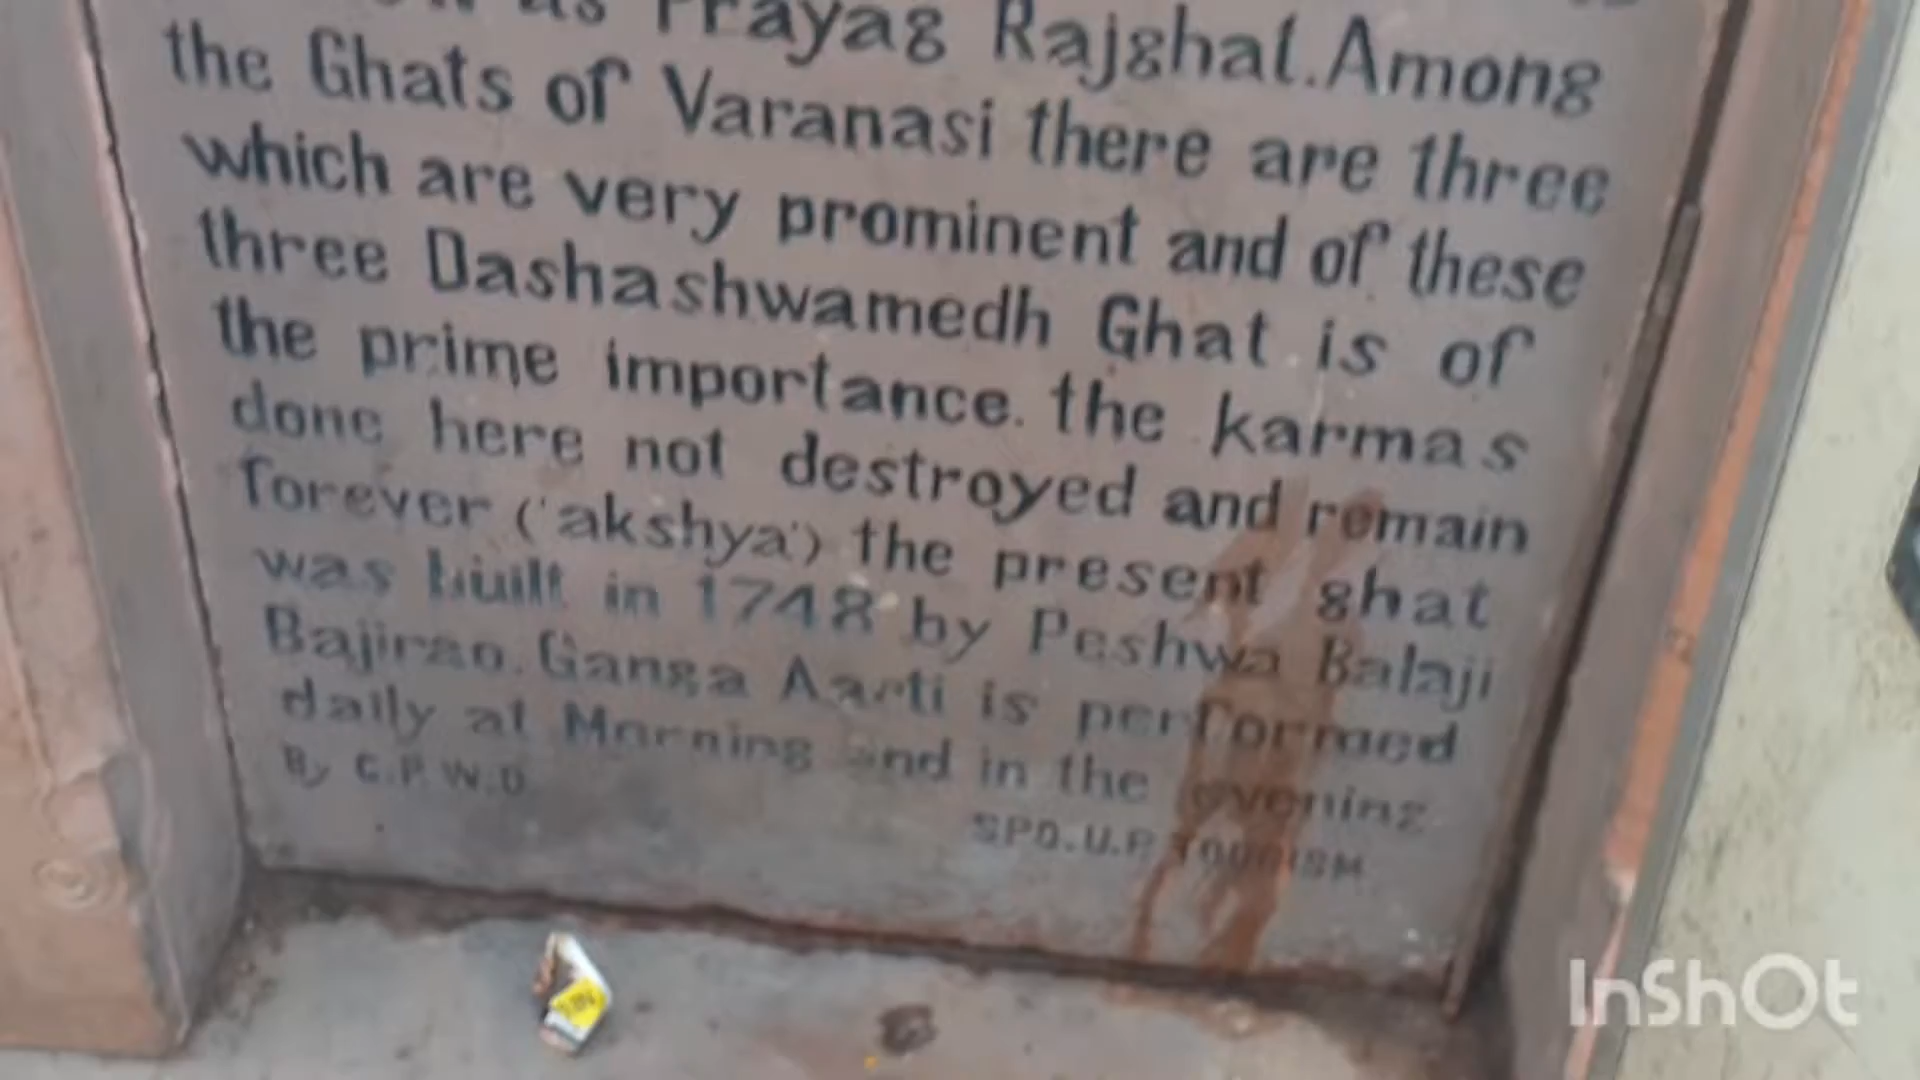 as Prayag Rajghat. Among
the Ghats of Varanasi there are three
which are very prominent and of these
three Dashashwamedh Ghat is of
the prime importance. the karmas
done here not destroyed and remain
forever ('akshya') the present ghat
was built in 1748 by Peshwa Balaji
Bajirao. Ganga Aarti is performed
daily at Morning and in the evening
By C.P.W.D
SPO.U.P. TOURISM
InShOt